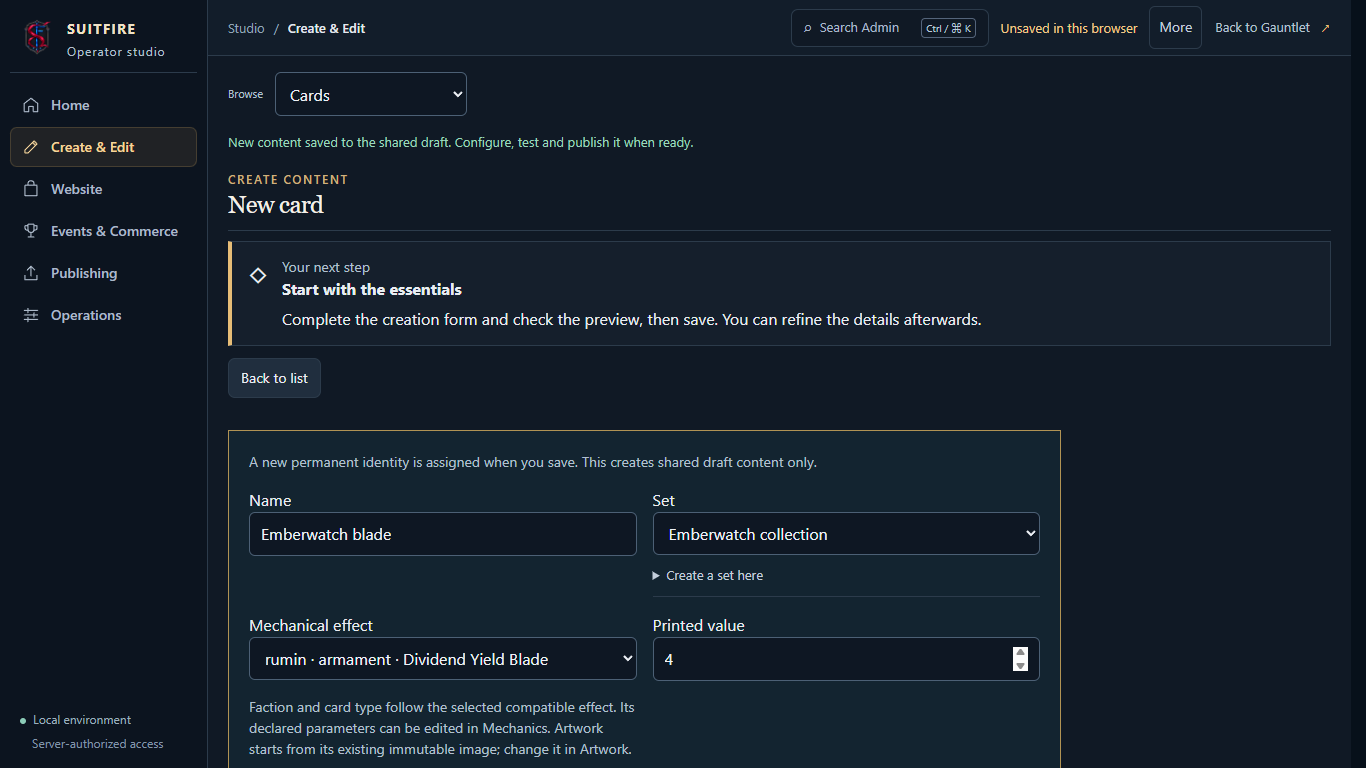 SUITFIRE
Operator studio
Home
Create & Edit
Website
Events & Commerce
Publishing
Operations
Local environment
Server-authorized access
Studio / Create & Edit
Search Admin Ctrl / ⌘ K
Unsaved in this browser
More
Back to Gauntlet ↗
Browse
Cards
New content saved to the shared draft. Configure, test and publish it when ready.
CREATE CONTENT
New card
Your next step
Start with the essentials
Complete the creation form and check the preview, then save. You can refine the details afterwards.
Back to list
A new permanent identity is assigned when you save. This creates shared draft content only.
Name
Emberwatch blade
Set
Emberwatch collection
Create a set here
Mechanical effect
rumin · armament · Dividend Yield Blade
Printed value
4
Faction and card type follow the selected compatible effect. Its
declared parameters can be edited in Mechanics. Artwork
starts from its existing immutable image; change it in Artwork.